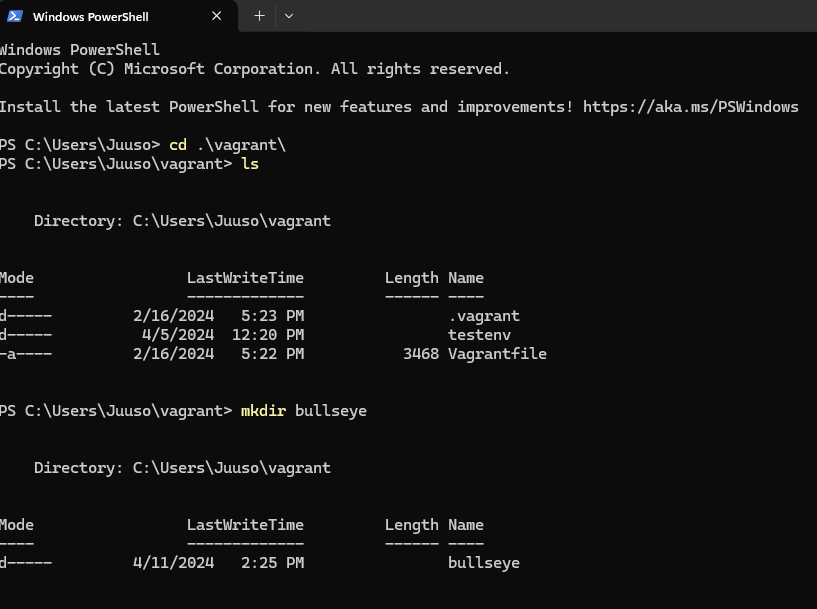 Windows PowerShell
Windows PowerShell
Copyright (C) Microsoft Corporation. All rights reserved.
Install the latest PowerShell for new features and improvements! https://aka.ms/PSWindows
PS C:\Users\Juuso> cd .\vagrant\
PS C:\Users\Juuso\vagrant> ls
Directory: C:\Users\Juuso\vagrant
Mode LastWriteTime Length Name
---- ------------- ------ ----
d----- 2/16/2024 5:23 PM .vagrant
d----- 4/5/2024 12:20 PM testenv
-a---- 2/16/2024 5:22 PM 3468 Vagrantfile
PS C:\Users\Juuso\vagrant> mkdir bullseye
Directory: C:\Users\Juuso\vagrant
Mode LastWriteTime Length Name
---- ------------- ------ ----
d----- 4/11/2024 2:25 PM bullseye